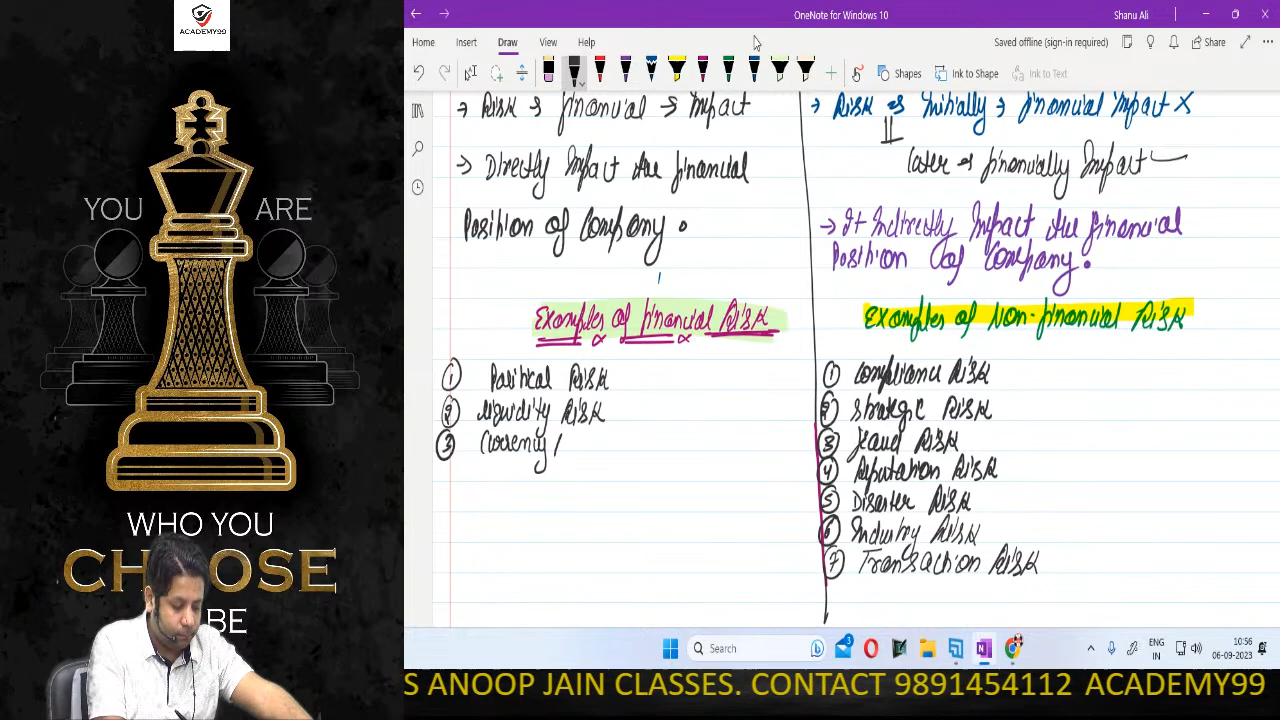 ACADEMY99
YOU ARE
WHO YOU
CHOOSE
BE
OneNote for Windows 10
Shanu Ali
Home Insert Draw View Help
Saved offline (sign-in required)
Share
Shapes
Ink to Shape
Ink to Text
→ Risk → financial → Impact
→ Directly Impact the financial
Position of Company.
Examples of financial Risk
① Political Risk
② liquidity Risk
③ Currency
→ Risk → Initially → financial impact X
later → financially Impact
→ It Indirectly Impact the financial
Position of Company.
Examples of Non-financial Risk
① Compliance Risk
② Strategic Risk
③ fraud Risk
④ Reputation Risk
⑤ Disaster Risk
⑥ Industry Risk
⑦ Transaction Risk
Search
3
ENG
IN
10:56
06-09-2023
S ANOOP JAIN CLASSES. CONTACT 9891454112 ACADEMY99